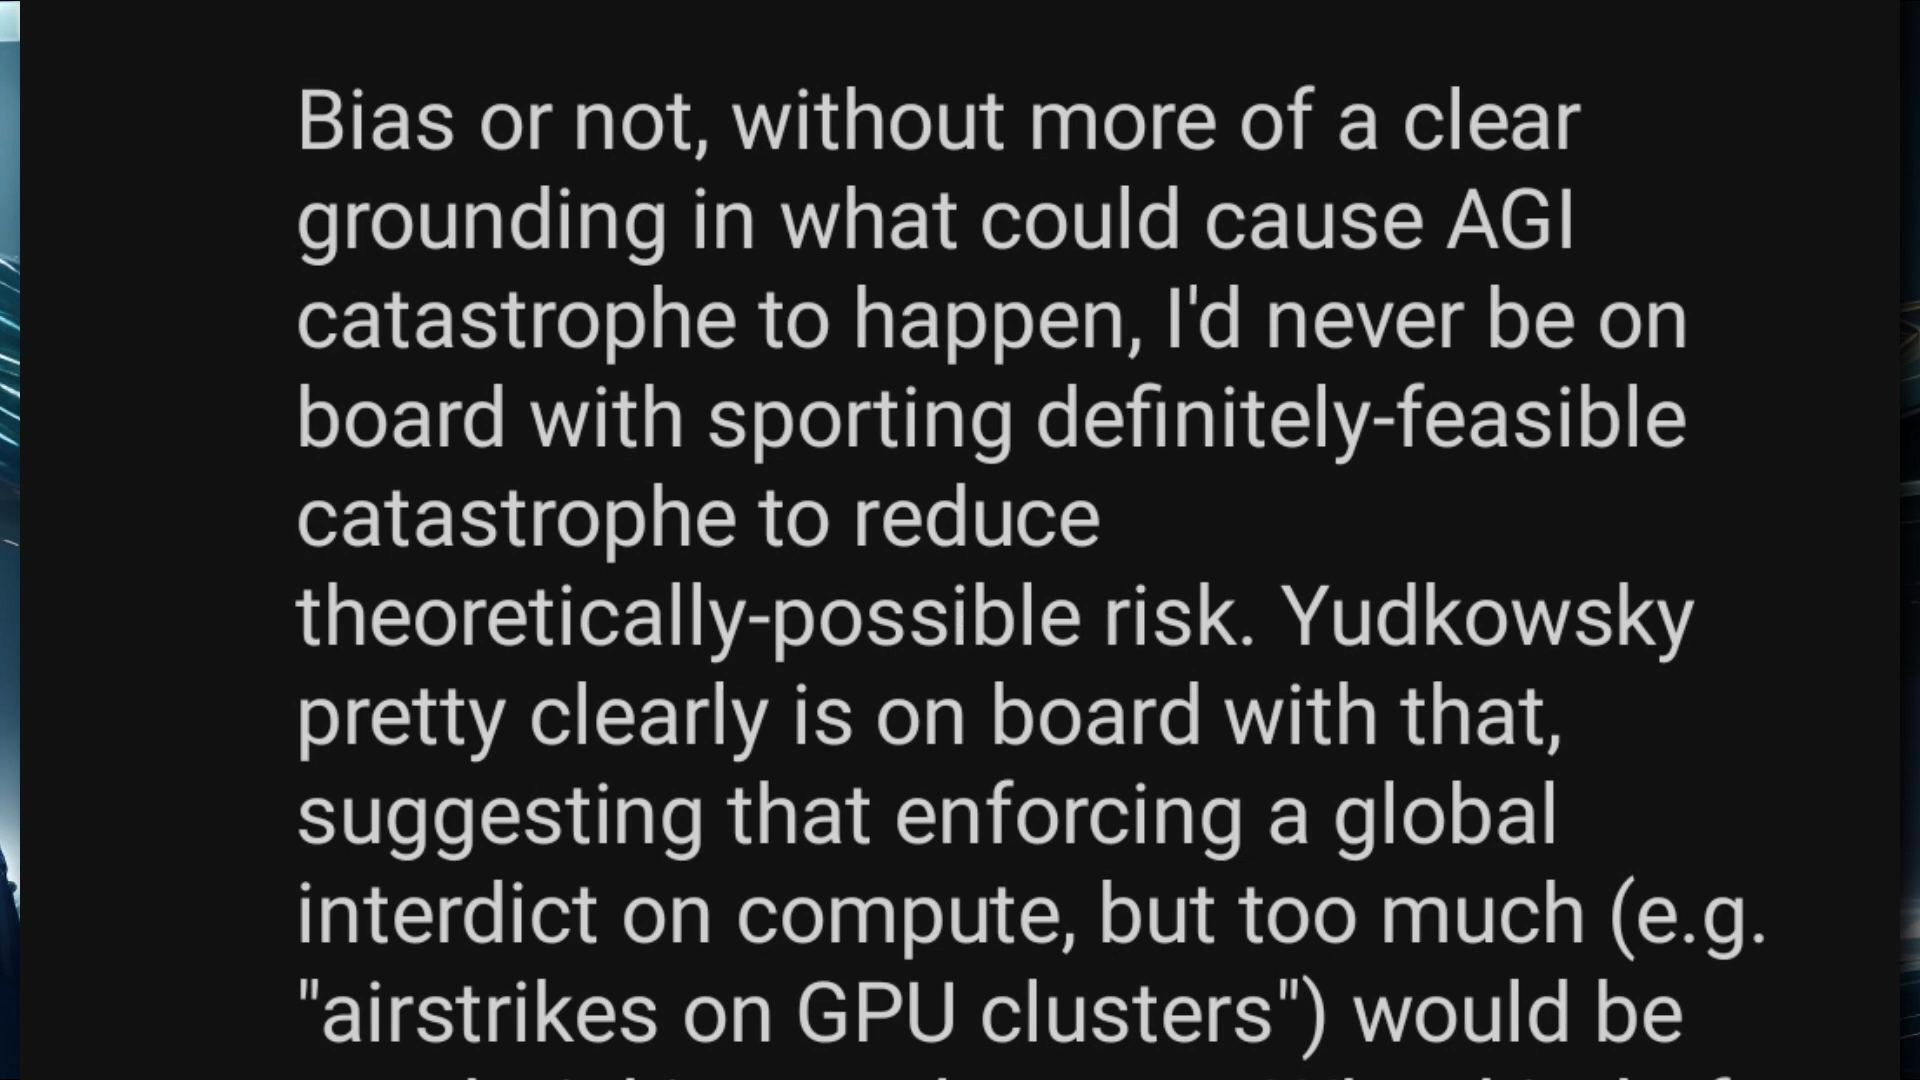 Bias or not, without more of a clear
grounding in what could cause AGI
catastrophe to happen, I'd never be on
board with sporting definitely-feasible
catastrophe to reduce
theoretically-possible risk. Yudkowsky
pretty clearly is on board with that,
suggesting that enforcing a global
interdict on compute, but too much (e.g.
"airstrikes on GPU clusters") would be